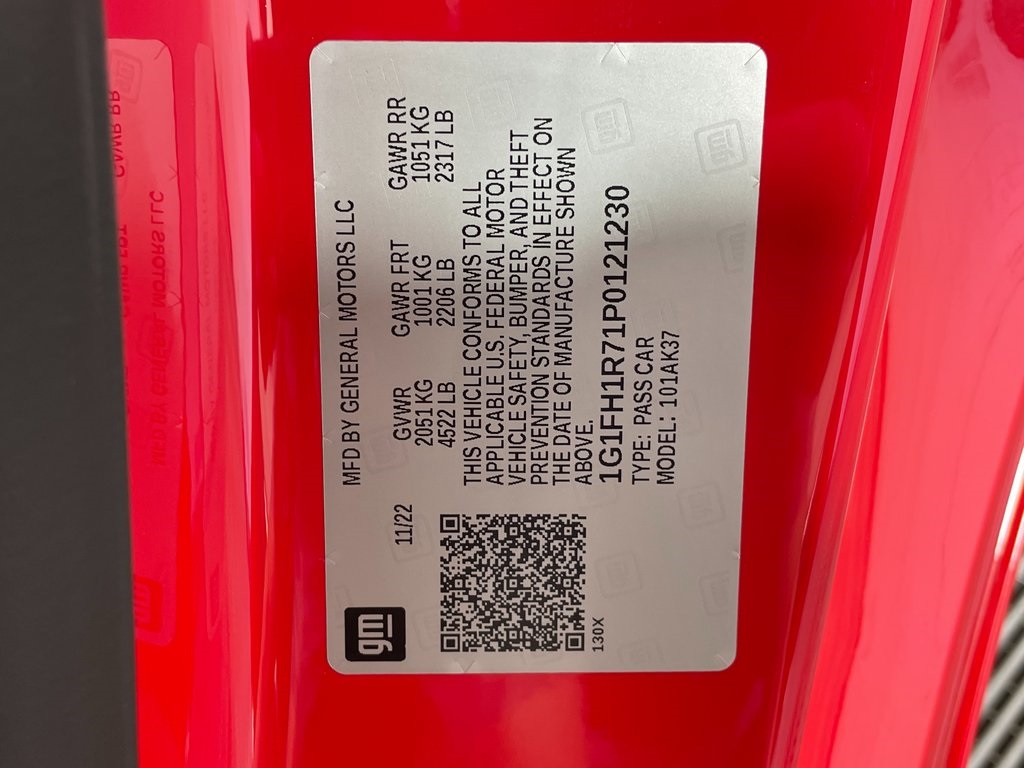 gm
MFD BY GENERAL MOTORS LLC
11/22
GVWR GAWR FRT GAWR RR
2051 KG 1001 KG 1051 KG
4522 LB 2206 LB 2317 LB
THIS VEHICLE CONFORMS TO ALL
APPLICABLE U.S. FEDERAL MOTOR
VEHICLE SAFETY, BUMPER, AND THEFT
PREVENTION STANDARDS IN EFFECT ON
THE DATE OF MANUFACTURE SHOWN
ABOVE.
1G1FH1R71P0121230
TYPE: PASS CAR
MODEL: 101AK37
130X